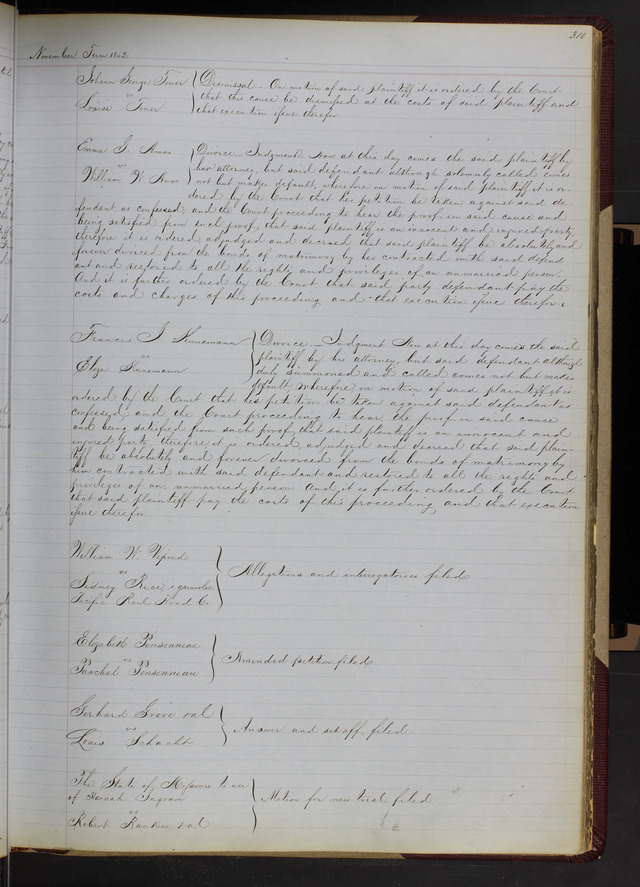 310
November Term 1862
Johann George Toner
vs
Louisa Toner
Dismissal - On motion of said plaintiff it is ordered by the Court
that this cause be dismissed at the costs of said plaintiff and
that execution issue therefor
Emma G. Amos
vs
William W. Amos
Divorce - Judgment Now at this day comes the said plaintiff by
her attorney, but said defendant although solemnly called comes
not but makes default, wherefore on motion of said plaintiff it is or
dered by the Court that her petition be taken against said de-
fendant as confessed, and the Court proceeding to hear the proof in said cause and
being satisfied from such proof, that said plaintiff is an innocent and injured party
therefore it is ordered, adjudged and decreed that said plaintiff be absolutely and
forever divorced from the bonds of matrimony by her contracted with said defend
ant and restored to all the rights and privileges of an unmarried person.
And it is further ordered by the Court that said party defendant pay the
costs and charges of this proceeding and that execution issue therefor.
France J
vs
Eliza
Divorce - Judgment Now at this day comes the said
plaintiff by his attorney, but said defendant although
duly summoned and called comes not but makes
default, wherefore on motion of said plaintiff it is
ordered by the Court that his petition be taken against said defendant as
confessed, and the Court proceeding to hear the proof in said cause
and being satisfied from such proof that said plaintiff is an innocent and
injured party therefore it is ordered, adjudged and decreed that said plain
tiff be absolutely and forever divorced from the bonds of matrimony by
him contracted with said defendant and restored to all the rights and
privileges of an unmarried person And it is further ordered by the Court
that said plaintiff pay the costs of this proceeding and that execution
issue therefor
William W.
vs
Sidney Rice garnishee
Pacific Rail Road Co.
Allegations and interrogatories filed
Elizabeth Ponsonneau
vs
Paschal Ponsonneau
Amended petition filed
Gerhard Greve et al
vs
Louis Schacht
Answer and set off, filed
The State of Missouri to use
of Hannah Ingram
vs
Robert Rankin et al
Motion for new trial filed